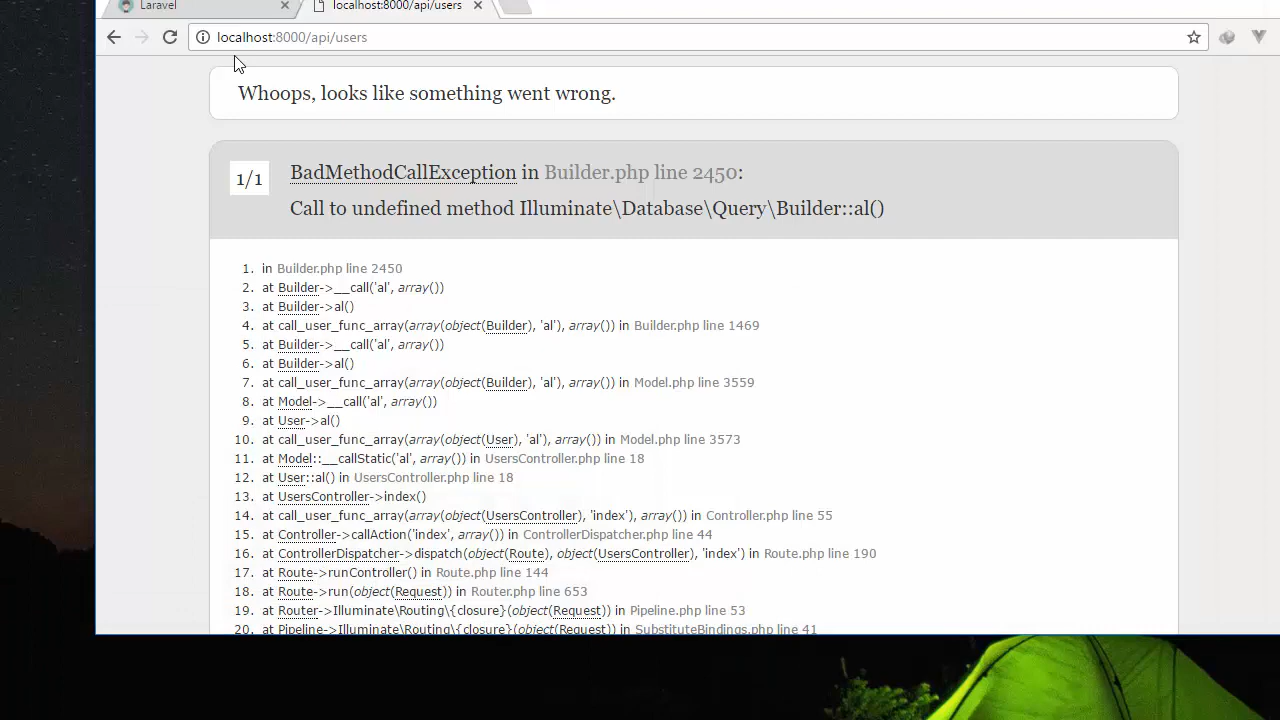 Laravel
localhost:8000/api/users
localhost:8000/api/users
Whoops, looks like something went wrong.
1/1
BadMethodCallException in Builder.php line 2450:
Call to undefined method Illuminate\Database\Query\Builder::al()
1. in Builder.php line 2450
2. at Builder->__call('al', array())
3. at Builder->al()
4. at call_user_func_array(array(object(Builder), 'al'), array()) in Builder.php line 1469
5. at Builder->__call('al', array())
6. at Builder->al()
7. at call_user_func_array(array(object(Builder), 'al'), array()) in Model.php line 3559
8. at Model->__call('al', array())
9. at User->al()
10. at call_user_func_array(array(object(User), 'al'), array()) in Model.php line 3573
11. at Model::__callStatic('al', array()) in UsersController.php line 18
12. at User::al() in UsersController.php line 18
13. at UsersController->index()
14. at call_user_func_array(array(object(UsersController), 'index'), array()) in Controller.php line 55
15. at Controller->callAction('index', array()) in ControllerDispatcher.php line 44
16. at ControllerDispatcher->dispatch(object(Route), object(UsersController), 'index') in Route.php line 190
17. at Route->runController() in Route.php line 144
18. at Route->run(object(Request)) in Router.php line 653
19. at Router->Illuminate\Routing\{closure}(object(Request)) in Pipeline.php line 53
20. at Pipeline->Illuminate\Routing\{closure}(object(Request)) in SubstituteBindings.php line 41